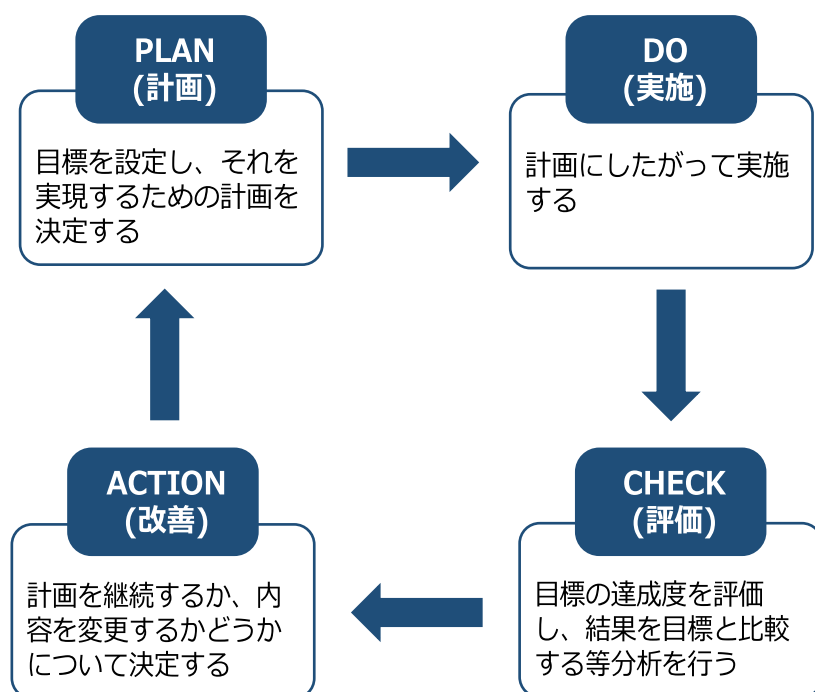 PLAN
(計画)
目標を設定し、それを
実現するための計画を
決定する
DO
(実施)
計画にしたがって実施
する
CHECK
(評価)
目標の達成度を評価
し、結果を目標と比較
する等分析を行う
ACTION
(改善)
計画を継続するか、内
容を変更するかどうか
について決定する